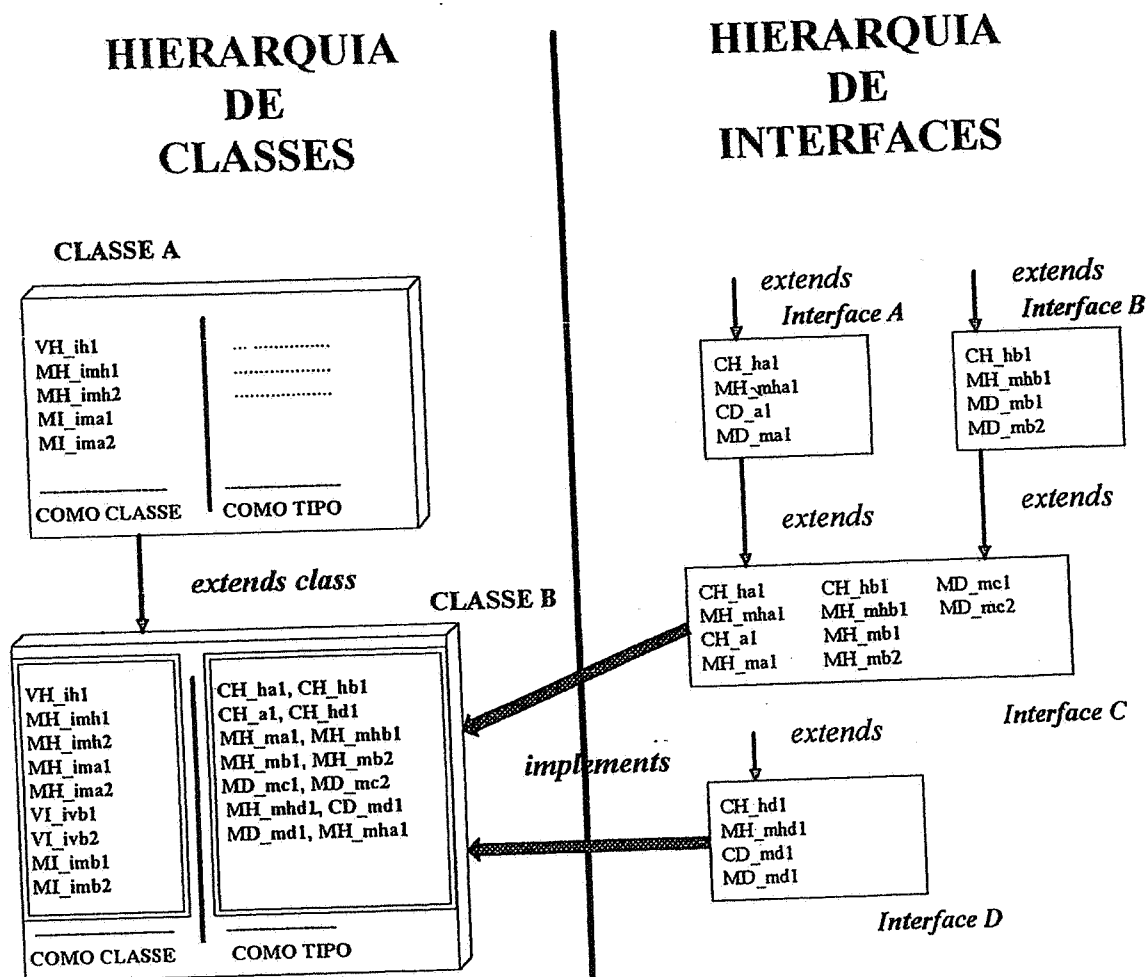 HIERARQUIA
DE
CLASSES
HIERARQUIA
DE
INTERFACES
CLASSE A
VH_ih1
MH_imh1
MH_imh2
MI_ima1
MI_ima2
COMO CLASSE
COMO TIPO
extends class
CLASSE B
VH_ih1
MH_imh1
MH_imh2
MH_ima1
MH_ima2
VI_ivb1
VI_ivb2
MI_imb1
MI_imb2
COMO CLASSE
CH_ha1, CH_hb1
CH_a1, CH_hd1
MH_ma1, MH_mhb1
MH_mb1, MH_mb2
MD_mc1, MD_mc2
MH_mhd1, CD_md1
MD_md1, MH_mha1
COMO TIPO
extends
Interface A
CH_ha1
MH_mha1
CD_a1
MD_ma1
extends
extends
Interface B
CH_hb1
MH_mhb1
MD_mb1
MD_mb2
extends
CH_ha1
MH_mha1
CH_a1
MH_ma1
CH_hb1
MH_mhb1
MH_mb1
MH_mb2
MD_mc1
MD_mc2
Interface C
implements
extends
CH_hd1
MH_mhd1
CD_md1
MD_md1
Interface D